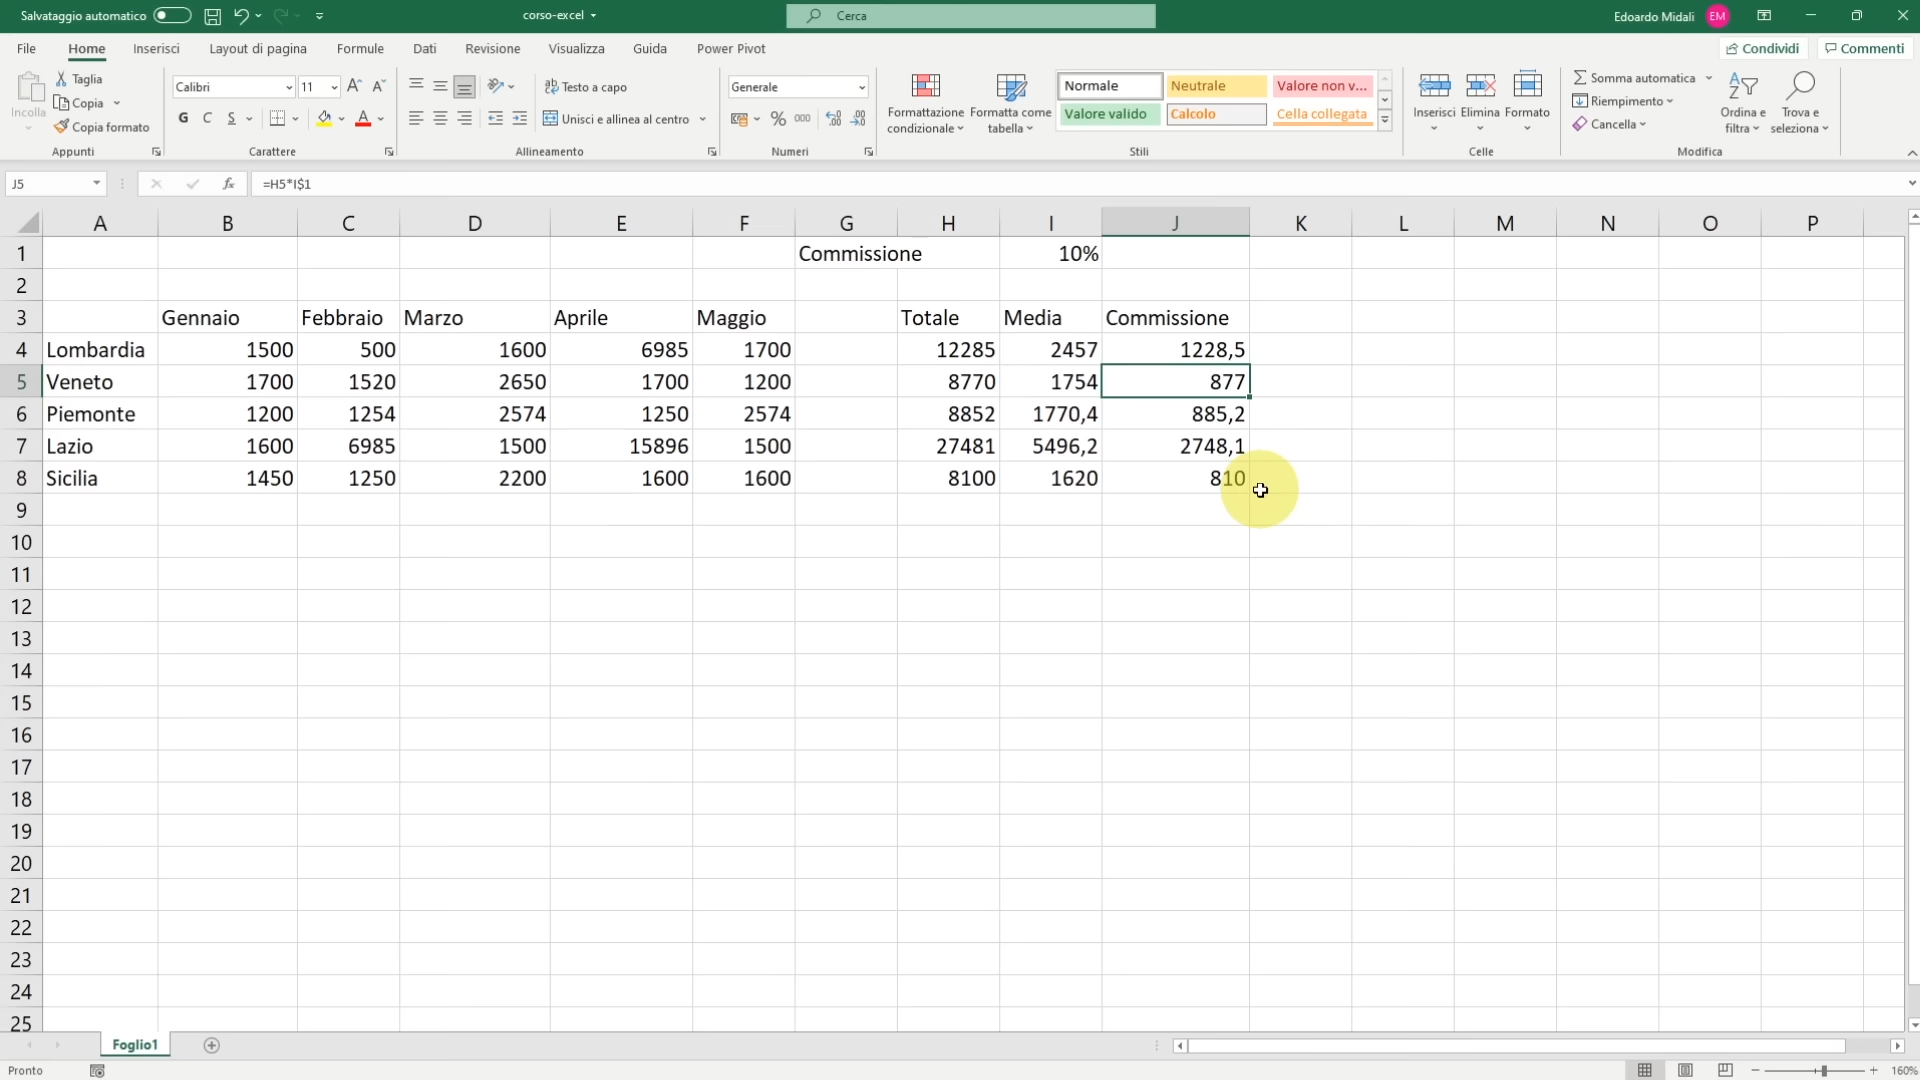 Salvataggio automatico
corso-excel
Cerca
Edoardo Midali
EM
File Home Inserisci Layout di pagina Formule Dati Revisione Visualizza Guida Power Pivot
Condividi Commenti
Incolla
Taglia
Copia
Copia formato
Appunti
Calibri 11
G C S
Carattere
Testo a capo
Unisci e allinea al centro
Allineamento
Generale
% 000
Numeri
Formattazione condizionale
Formatta come tabella
Normale Neutrale Valore non v...
Valore valido Calcolo Cella collegata
Stili
Inserisci Elimina Formato
Celle
Somma automatica
Riempimento
Cancella
Ordina e filtra
Trova e seleziona
Modifica
J5 fx =H5*I$1
A B C D E F G H I J K L M N O P
1 Commissione 10%
2
3 Gennaio Febbraio Marzo Aprile Maggio Totale Media Commissione
4 Lombardia 1500 500 1600 6985 1700 12285 2457 1228,5
5 Veneto 1700 1520 2650 1700 1200 8770 1754 877
6 Piemonte 1200 1254 2574 1250 2574 8852 1770,4 885,2
7 Lazio 1600 6985 1500 15896 1500 27481 5496,2 2748,1
8 Sicilia 1450 1250 2200 1600 1600 8100 1620 810
9
10
11
12
13
14
15
16
17
18
19
20
21
22
23
24
25
Foglio1
Pronto
160%